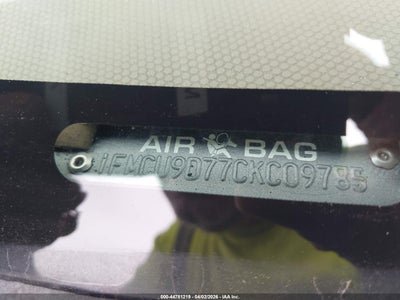 AIR BAG
1FMCU9D77CKC09785
000-44781219 - 04/02/2026 - IAA Inc.